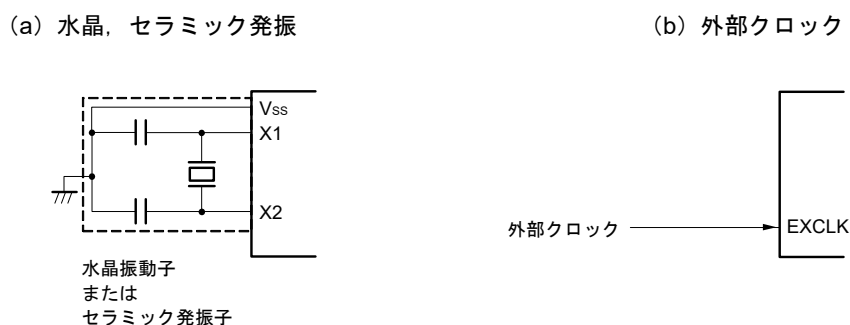 (a) 水晶，セラミック発振
(b) 外部クロック
Vss
X1
X2
水晶振動子
または
セラミック発振子
外部クロック
EXCLK